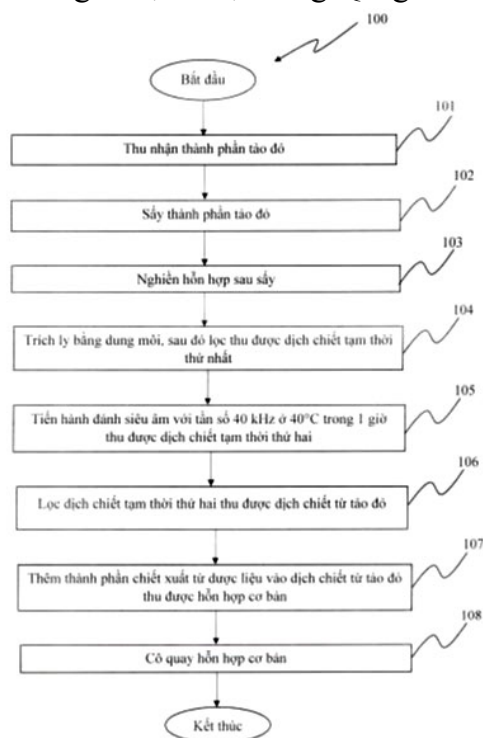 100
Bắt đầu
101
Thu nhận thành phần tảo đỏ
102
Sấy thành phần tảo đỏ
103
Nghiền hỗn hợp sau sấy
104
Trích ly bằng dung môi, sau đó lọc thu được dịch chiết tạm thời
thứ nhất
105
Tiến hành đánh siêu âm với tần số 40 kHz ở 40°C trong 1 giờ
thu được dịch chiết tạm thời thứ hai
106
Lọc dịch chiết tạm thời thứ hai thu được dịch chiết từ tảo đỏ
107
Thêm thành phần chiết xuất từ dược liệu vào dịch chiết từ tảo đỏ
thu được hỗn hợp cơ bản
108
Cô quay hỗn hợp cơ bản
Kết thúc